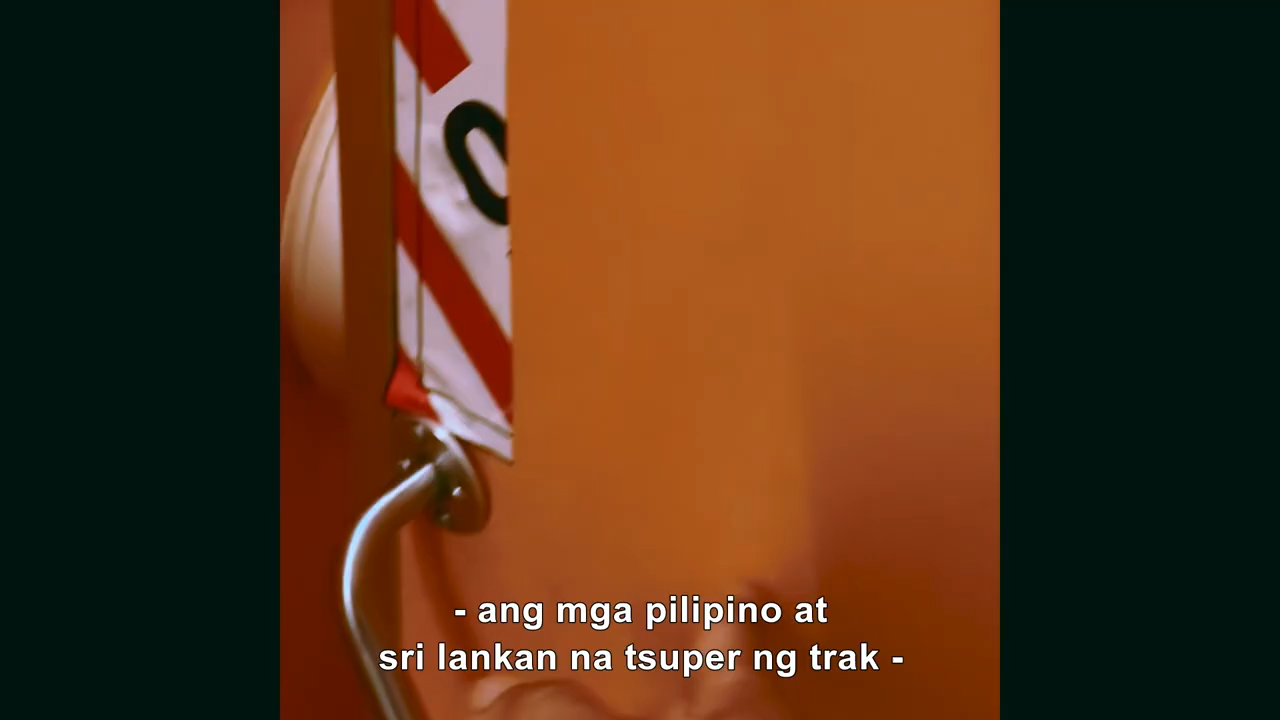 - ang mga pilipino at
sri lankan na tsuper ng trak -